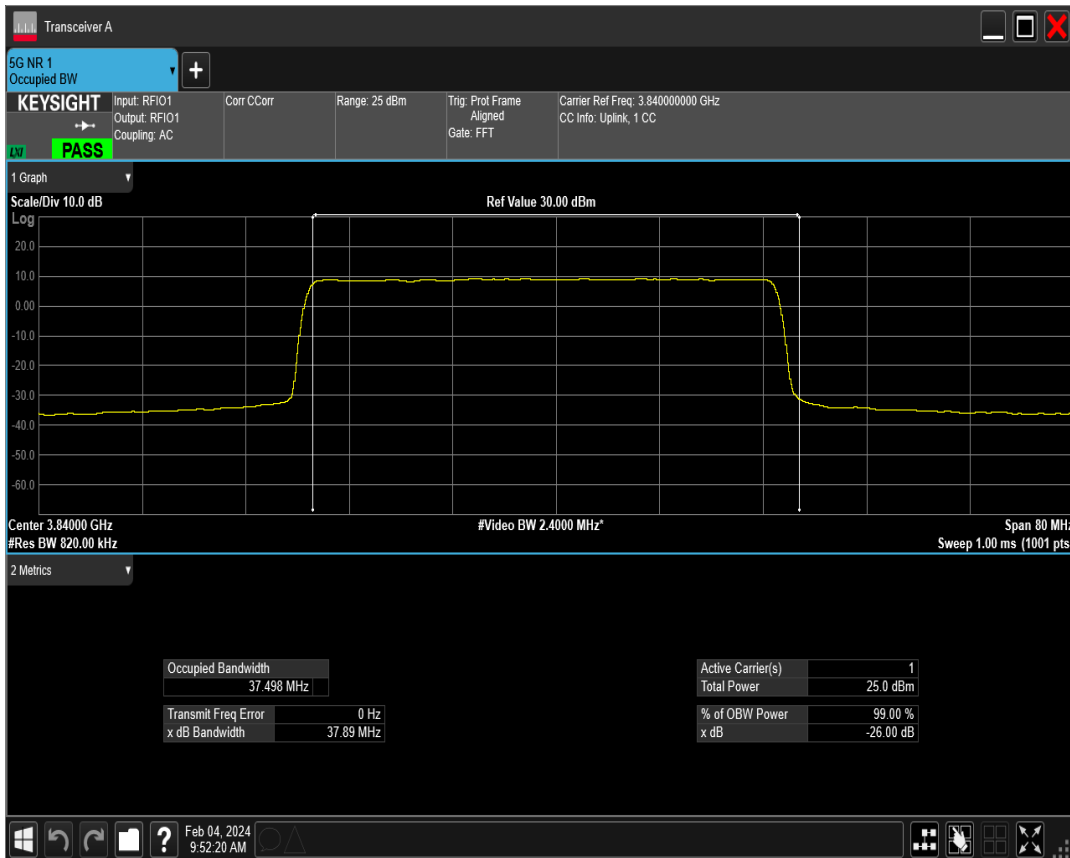 Transceiver A
5G NR 1
Occupied BW
+
KEYSIGHT
LXI
PASS
Input: RFIO1
Output: RFIO1
Coupling: AC
Corr CCorr
Range: 25 dBm
Trig: Prot Frame
Aligned
Gate: FFT
Carrier Ref Freq: 3.840000000 GHz
CC Info: Uplink, 1 CC
1 Graph
Scale/Div 10.0 dB
Ref Value 30.00 dBm
Log
20.0
10.0
0.00
-10.0
-20.0
-30.0
-40.0
-50.0
-60.0
Center 3.84000 GHz
#Video BW 2.4000 MHz*
Span 80 MHz
#Res BW 820.00 kHz
Sweep 1.00 ms (1001 pts
2 Metrics
Occupied Bandwidth
37.498 MHz
Transmit Freq Error 0 Hz
x dB Bandwidth 37.89 MHz
Active Carrier(s) 1
Total Power 25.0 dBm
% of OBW Power 99.00 %
x dB -26.00 dB
?
Feb 04, 2024
9:52:20 AM